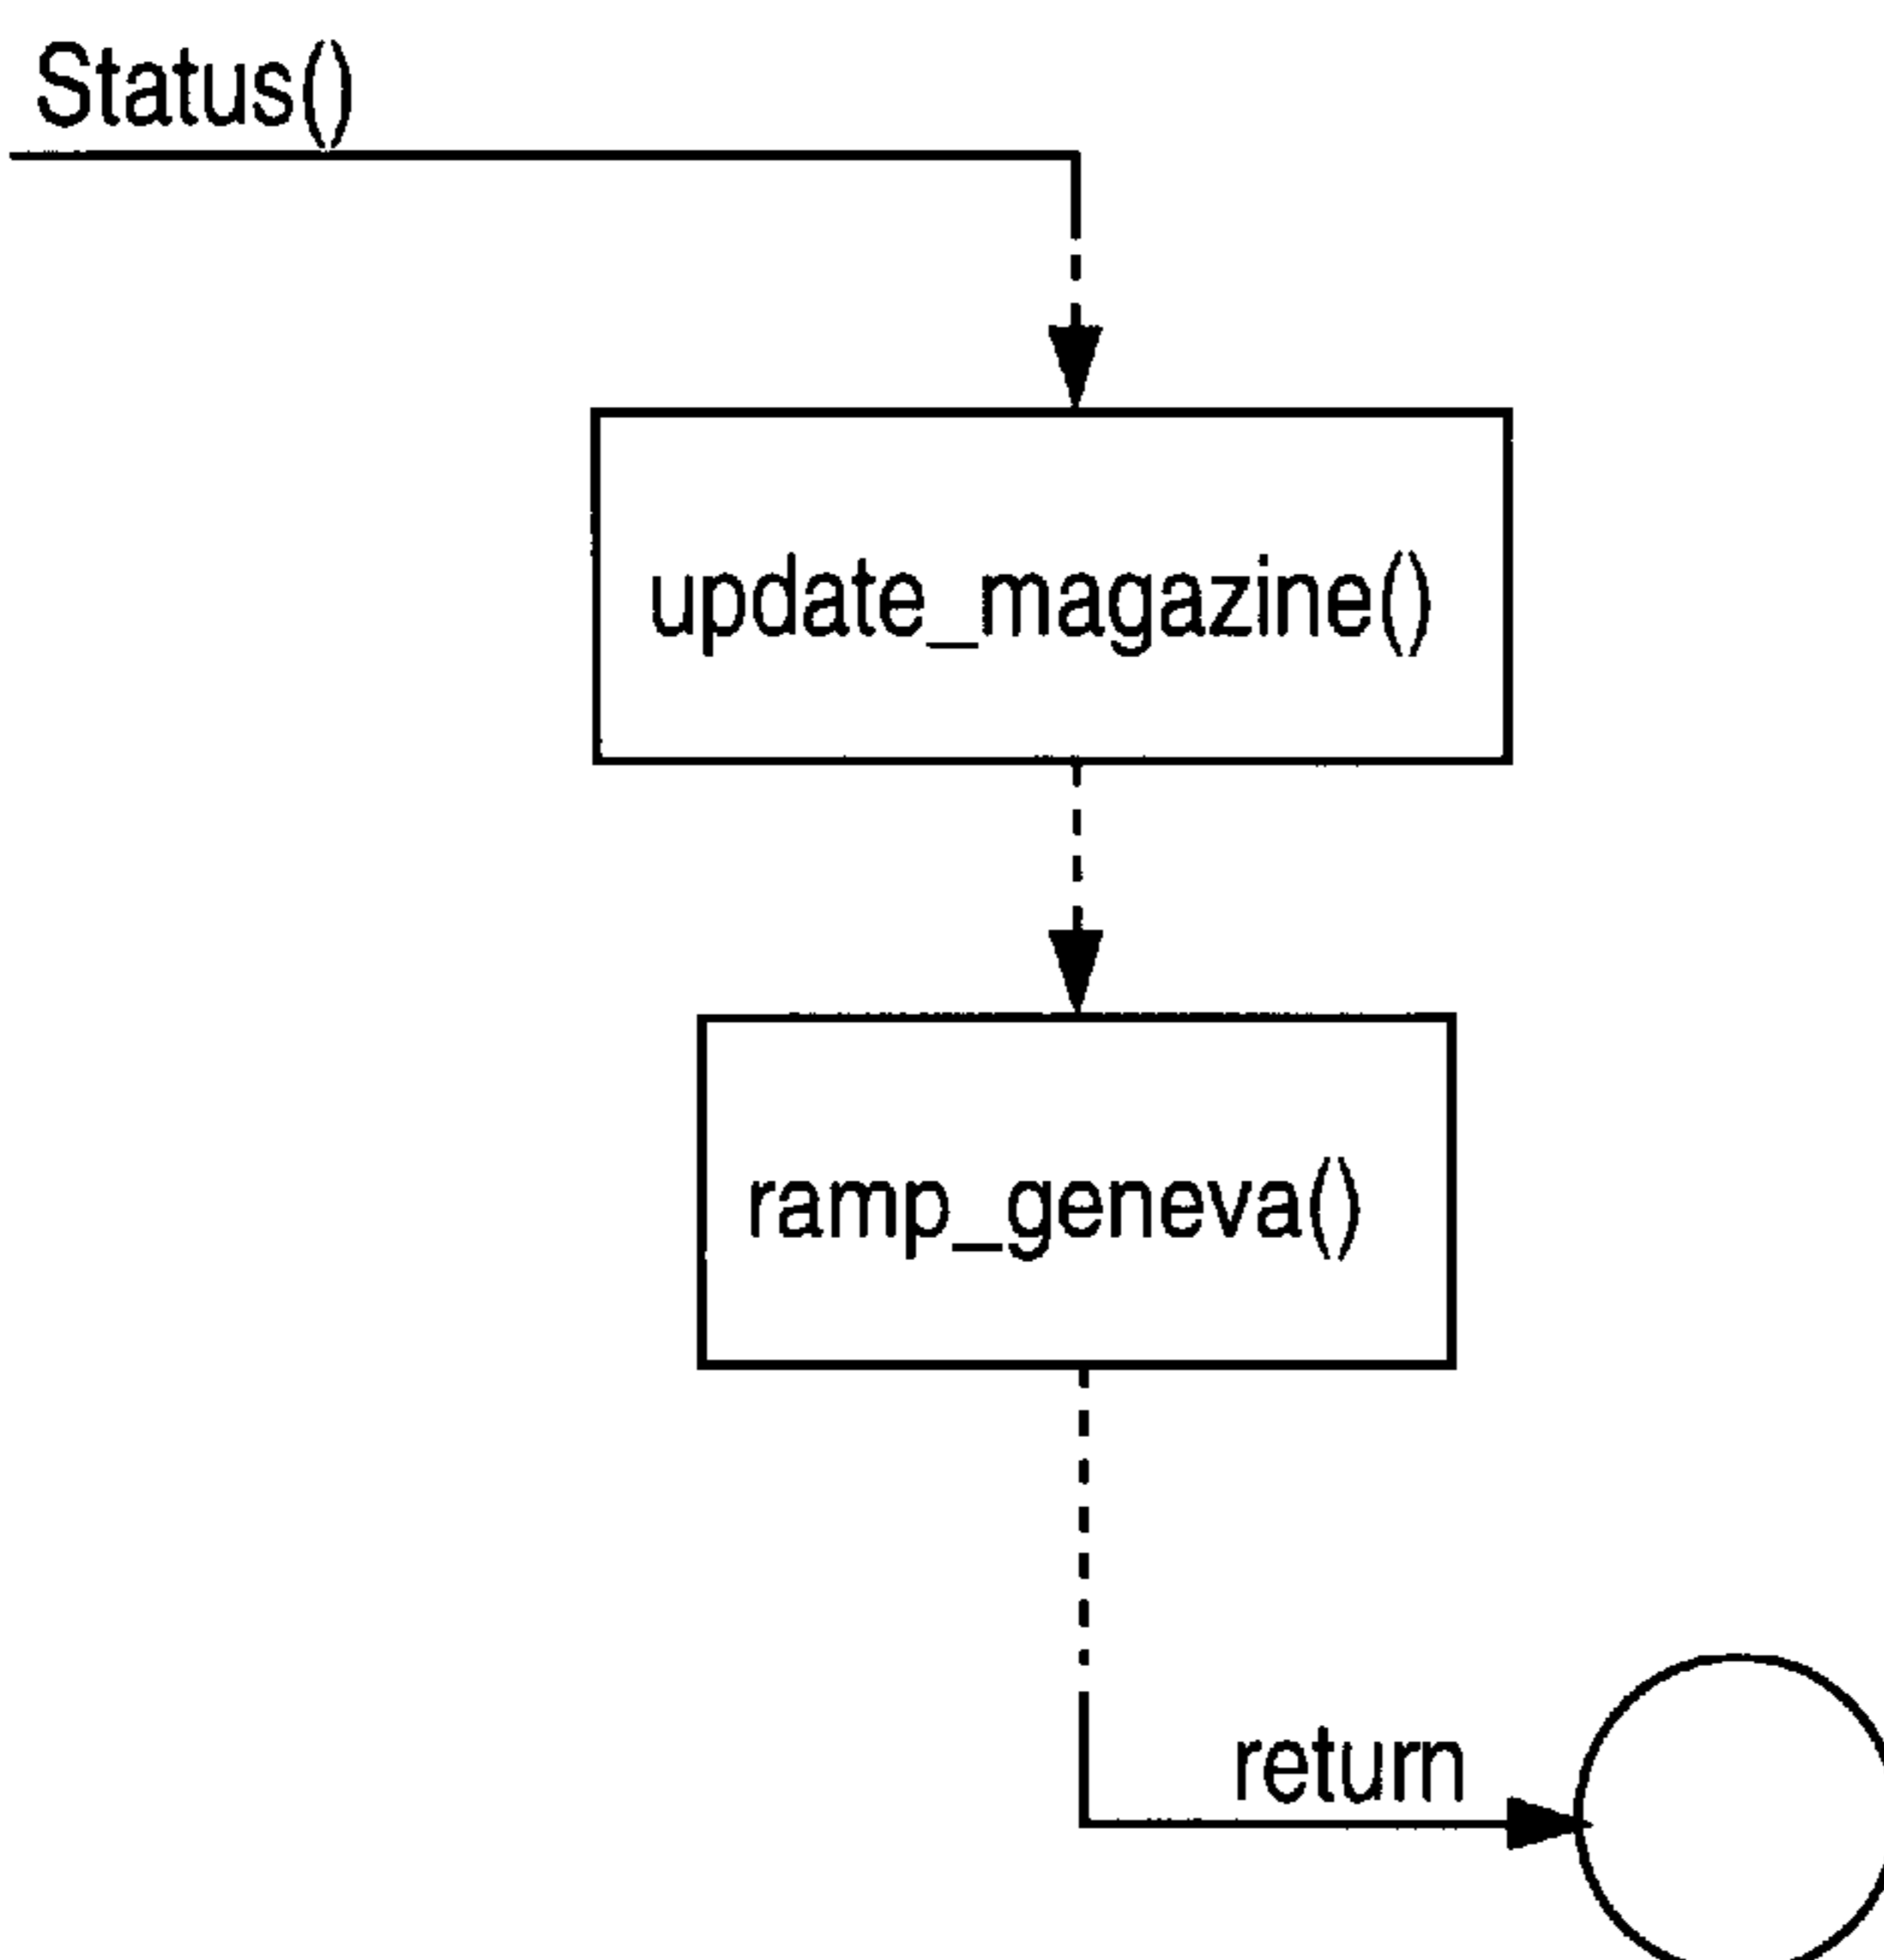 Status()
update_magazine()
ramp_geneva()
return